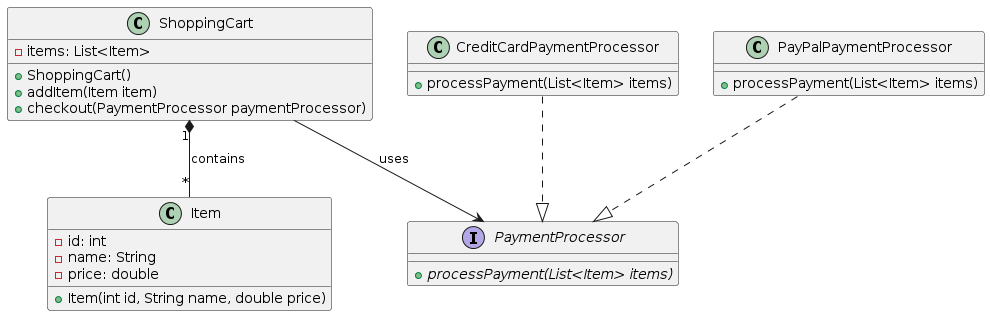 C ShoppingCart
items: List<Item>
ShoppingCart()
addItem(Item item)
checkout(PaymentProcessor paymentProcessor)
C CreditCardPaymentProcessor
processPayment(List<Item> items)
C PayPalPaymentProcessor
processPayment(List<Item> items)
1
contains
*
uses
C Item
id: int
name: String
price: double
Item(int id, String name, double price)
I PaymentProcessor
processPayment(List<Item> items)